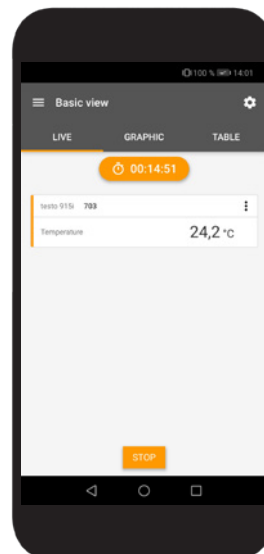 100 % 14:01
Basic view
LIVE GRAPHIC TABLE
00:14:51
testo 915i 703
Temperature 24,2 °C
STOP